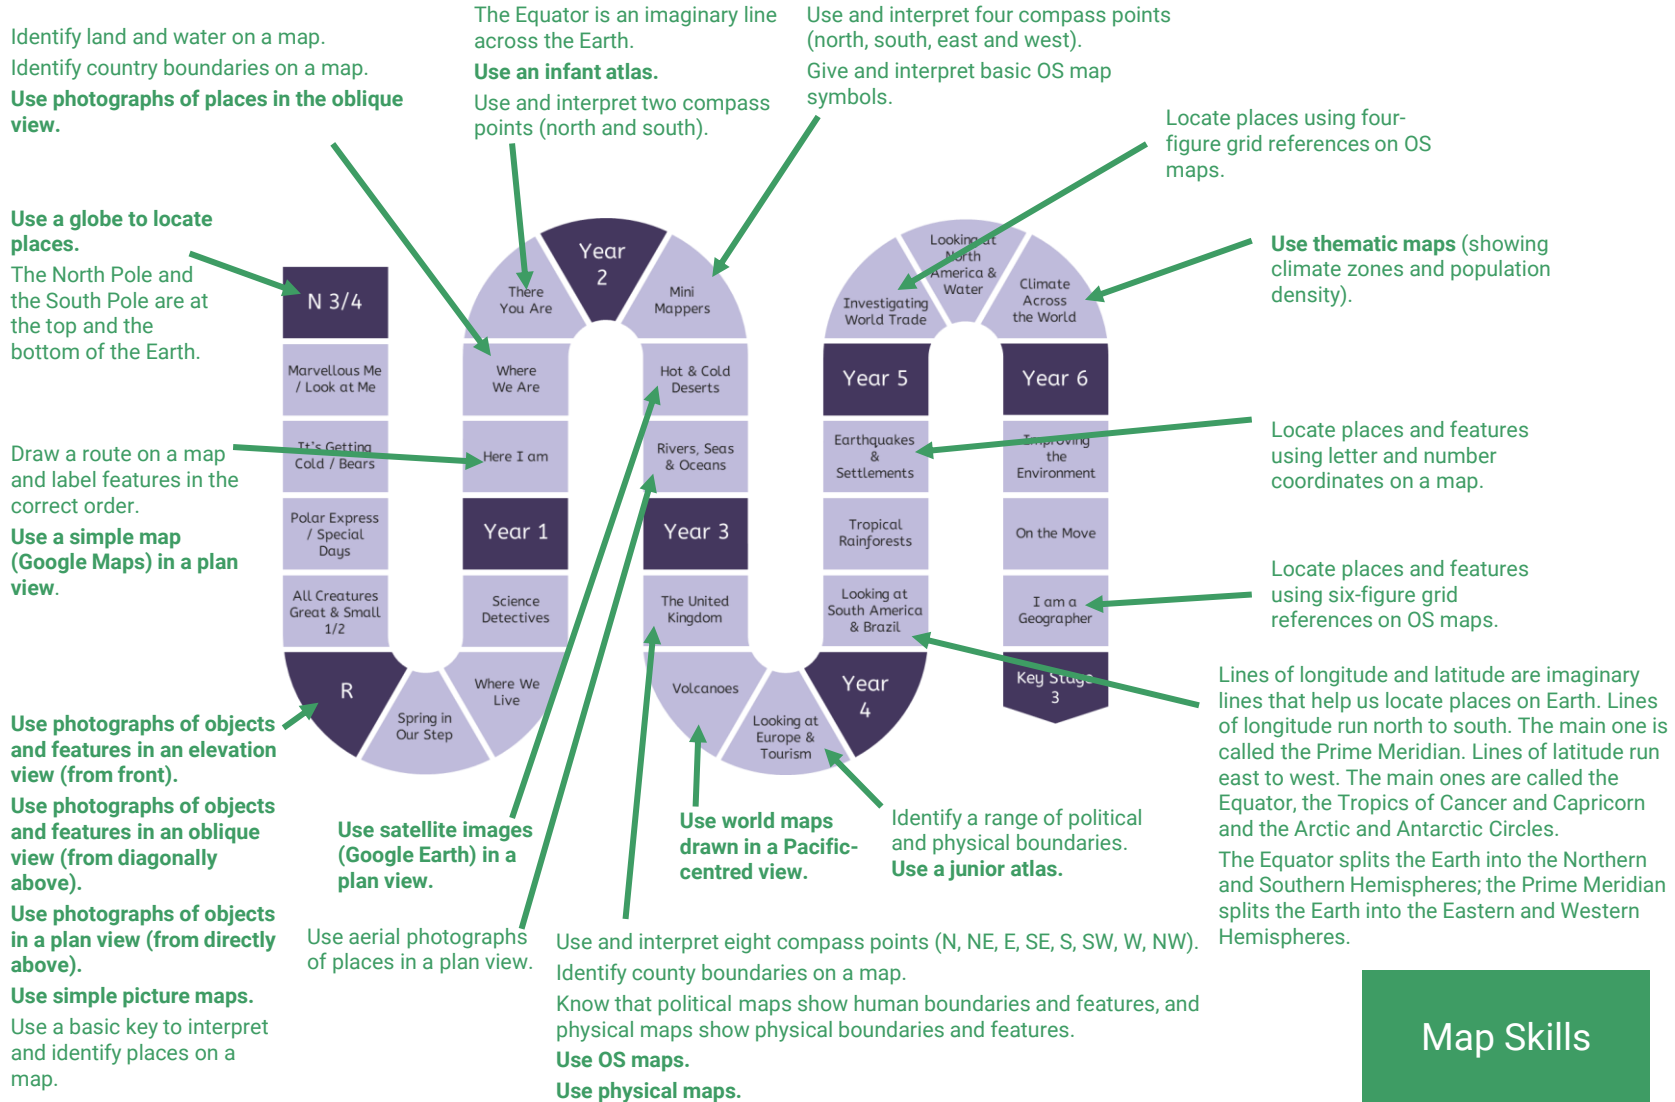 Identify land and water on a map.
Identify country boundaries on a map.
Use photographs of places in the oblique
view.
The Equator is an imaginary line
across the Earth.
Use an infant atlas.
Use and interpret two compass
points (north and south).
Use and interpret four compass points
(north, south, east and west).
Give and interpret basic OS map
symbols.
Locate places using four-
figure grid references on OS
maps.
Use a globe to locate
places.
The North Pole and
the South Pole are at
the top and the
bottom of the Earth.
Use thematic maps (showing
climate zones and population
density).
Draw a route on a map
and label features in the
correct order.
Use a simple map
(Google Maps) in a plan
view.
N 3/4
Marvellous Me
/ Look at Me
It's Getting
Cold / Bears
Polar Express
/ Special
Days
All Creatures
Great & Small
1/2
R
Spring in
Our Step
Where We
Live
Science
Detectives
Year 1
Here I am
Where
We Are
There
You Are
Year
2
Mini
Mappers
Hot & Cold
Deserts
Rivers, Seas
& Oceans
Year 3
The United
Kingdom
Volcanoes
Looking at
Europe &
Tourism
Year
4
Looking at
South America
& Brazil
Tropical
Rainforests
Earthquakes
&
Settlements
Year 5
Investigating
World Trade
Looking at
North
America &
Water
Climate
Across
the World
Year 6
Improving
the
Environment
On the Move
I am a
Geographer
Key Stage
3
Locate places and features
using letter and number
coordinates on a map.
Locate places and features
using six-figure grid
references on OS maps.
Lines of longitude and latitude are imaginary
lines that help us locate places on Earth. Lines
of longitude run north to south. The main one is
called the Prime Meridian. Lines of latitude run
east to west. The main ones are called the
Equator, the Tropics of Cancer and Capricorn
and the Arctic and Antarctic Circles.
The Equator splits the Earth into the Northern
and Southern Hemispheres; the Prime Meridian
splits the Earth into the Eastern and Western
Hemispheres.
Use photographs of objects
and features in an elevation
view (from front).
Use photographs of objects
and features in an oblique
view (from diagonally
above).
Use photographs of objects
in a plan view (from directly
above).
Use simple picture maps.
Use a basic key to interpret
and identify places on a
map.
Use satellite images
(Google Earth) in a
plan view.
Use aerial photographs
of places in a plan view.
Use world maps
drawn in a Pacific-
centred view.
Identify a range of political
and physical boundaries.
Use a junior atlas.
Use and interpret eight compass points (N, NE, E, SE, S, SW, W, NW).
Identify county boundaries on a map.
Know that political maps show human boundaries and features, and
physical maps show physical boundaries and features.
Use OS maps.
Use physical maps.
Map Skills